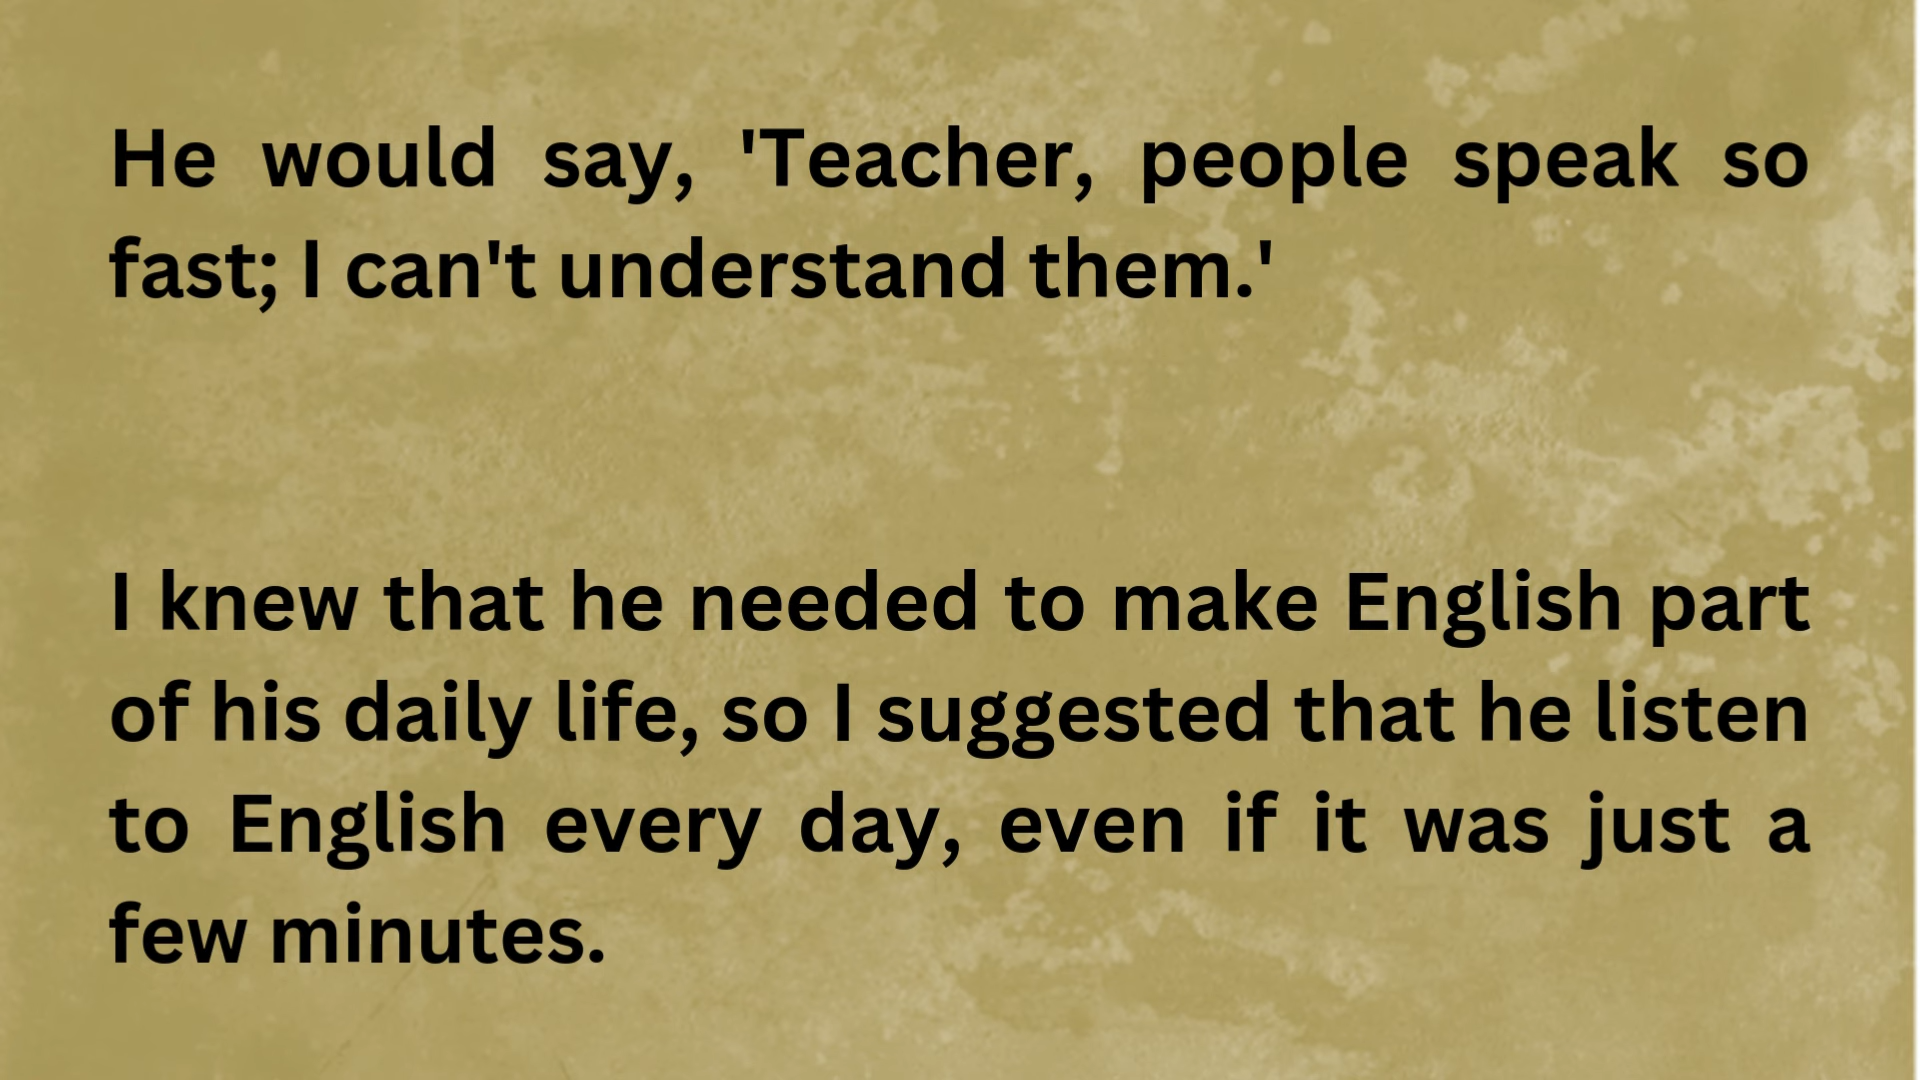 He would say, 'Teacher, people speak so
fast; I can't understand them.'
I knew that he needed to make English part
of his daily life, so I suggested that he listen
to English every day, even if it was just a
few minutes.